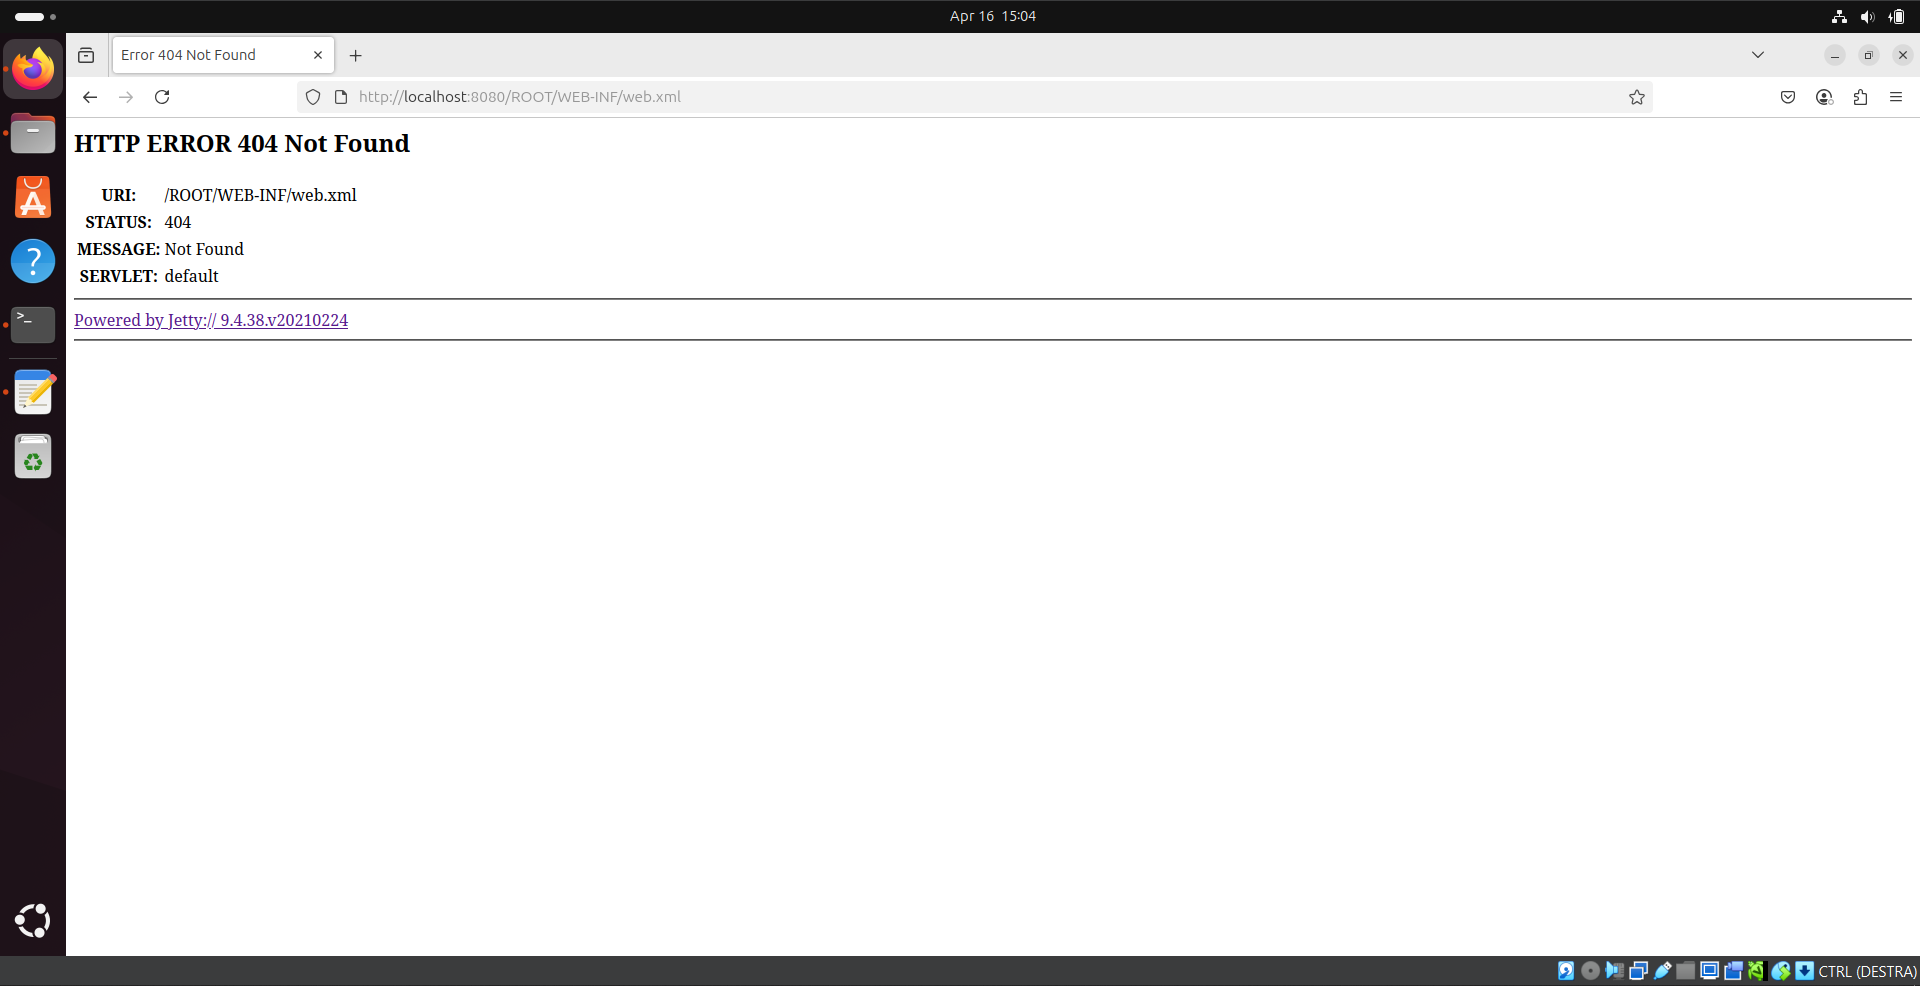 Apr 16 15:04
Error 404 Not Found
http://localhost:8080/ROOT/WEB-INF/web.xml
HTTP ERROR 404 Not Found
URI: /ROOT/WEB-INF/web.xml
STATUS: 404
MESSAGE: Not Found
SERVLET: default
Powered by Jetty:// 9.4.38.v20210224
CTRL (DESTRA)